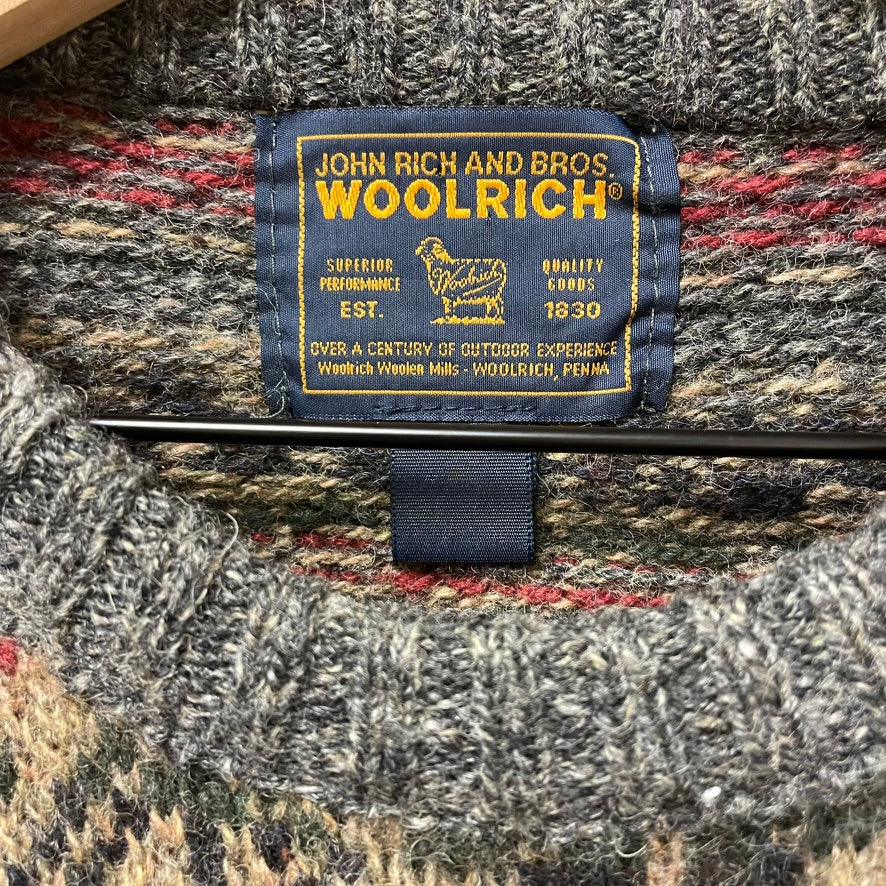 JOHN RICH AND BROS.
WOOLRICH®
SUPERIOR
PERFORMANCE
EST.
Woolrich
QUALITY
GOODS
1830
OVER A CENTURY OF OUTDOOR EXPERIENCE
Woolrich Woolen Mills - WOOLRICH, PENNA